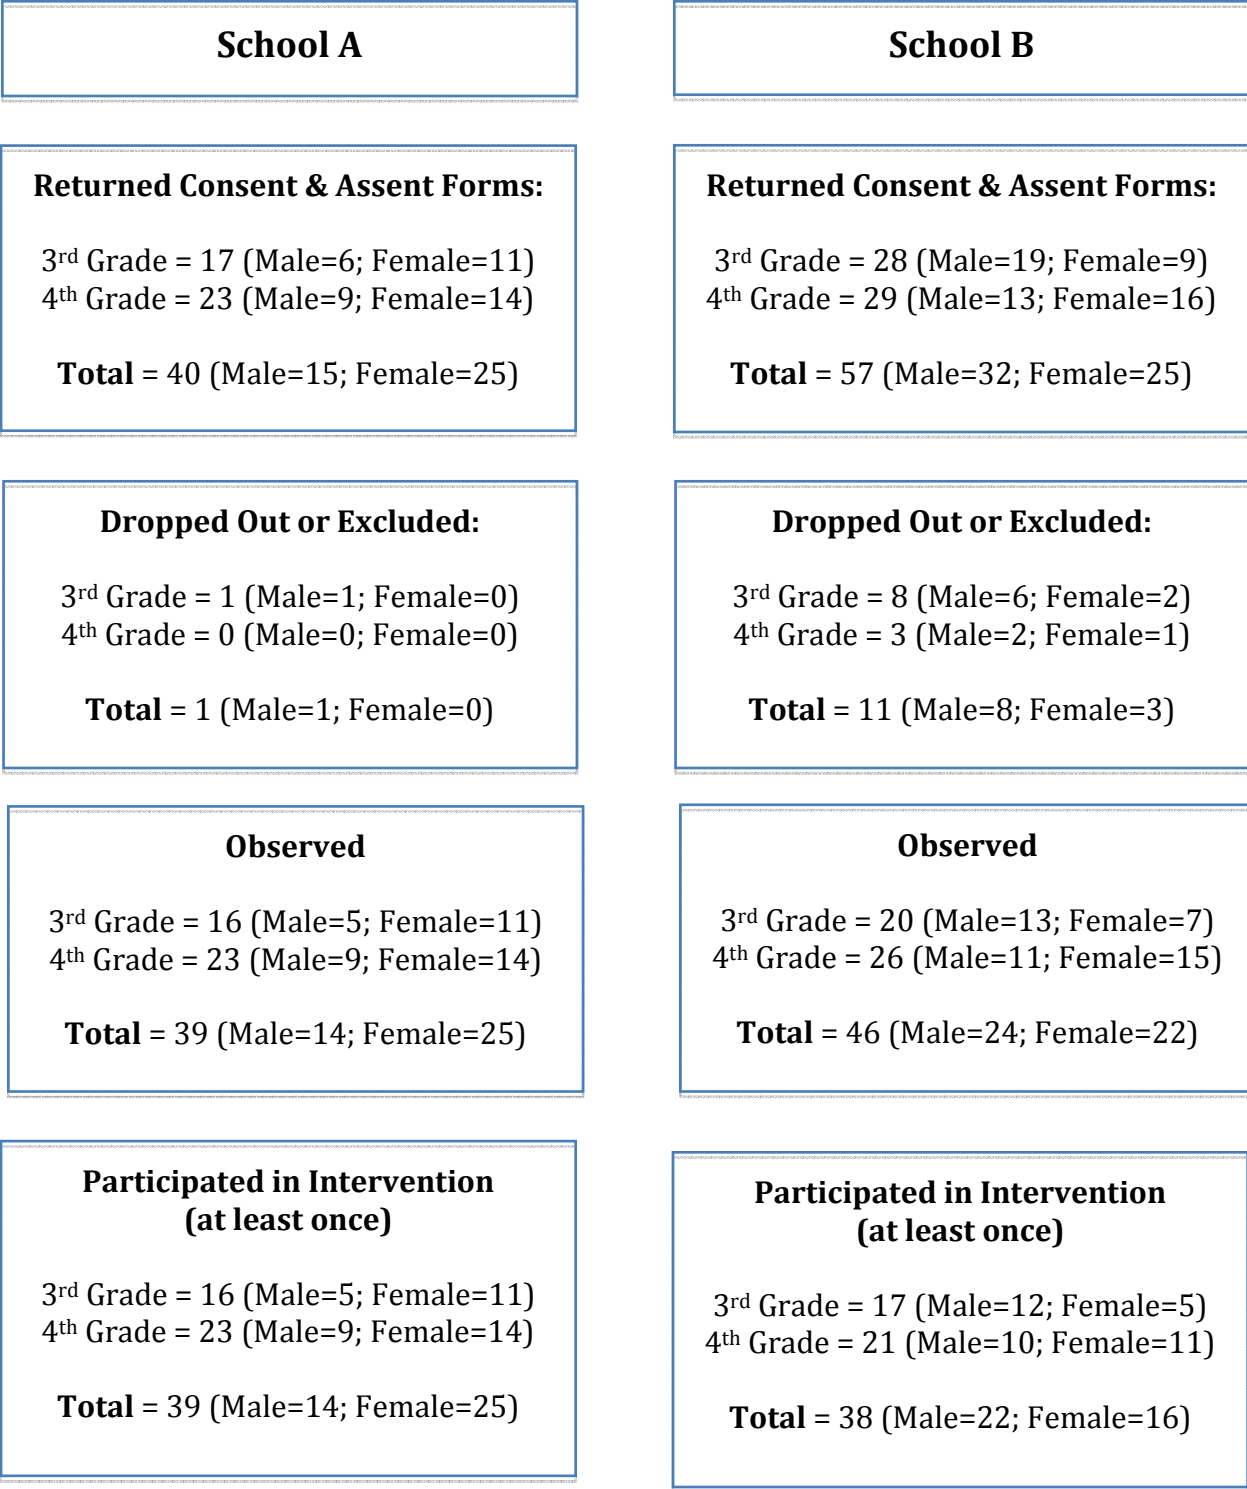 School A
Returned Consent & Assent Forms:
3rd Grade = 17 (Male=6; Female=11)
4th Grade = 23 (Male=9; Female=14)
Total = 40 (Male=15; Female=25)
Dropped Out or Excluded:
3rd Grade = 1 (Male=1; Female=0)
4th Grade = 0 (Male=0; Female=0)
Total = 1 (Male=1; Female=0)
Observed
3rd Grade = 16 (Male=5; Female=11)
4th Grade = 23 (Male=9; Female=14)
Total = 39 (Male=14; Female=25)
Participated in Intervention
(at least once)
3rd Grade = 16 (Male=5; Female=11)
4th Grade = 23 (Male=9; Female=14)
Total = 39 (Male=14; Female=25)
School B
Returned Consent & Assent Forms:
3rd Grade = 28 (Male=19; Female=9)
4th Grade = 29 (Male=13; Female=16)
Total = 57 (Male=32; Female=25)
Dropped Out or Excluded:
3rd Grade = 8 (Male=6; Female=2)
4th Grade = 3 (Male=2; Female=1)
Total = 11 (Male=8; Female=3)
Observed
3rd Grade = 20 (Male=13; Female=7)
4th Grade = 26 (Male=11; Female=15)
Total = 46 (Male=24; Female=22)
Participated in Intervention
(at least once)
3rd Grade = 17 (Male=12; Female=5)
4th Grade = 21 (Male=10; Female=11)
Total = 38 (Male=22; Female=16)